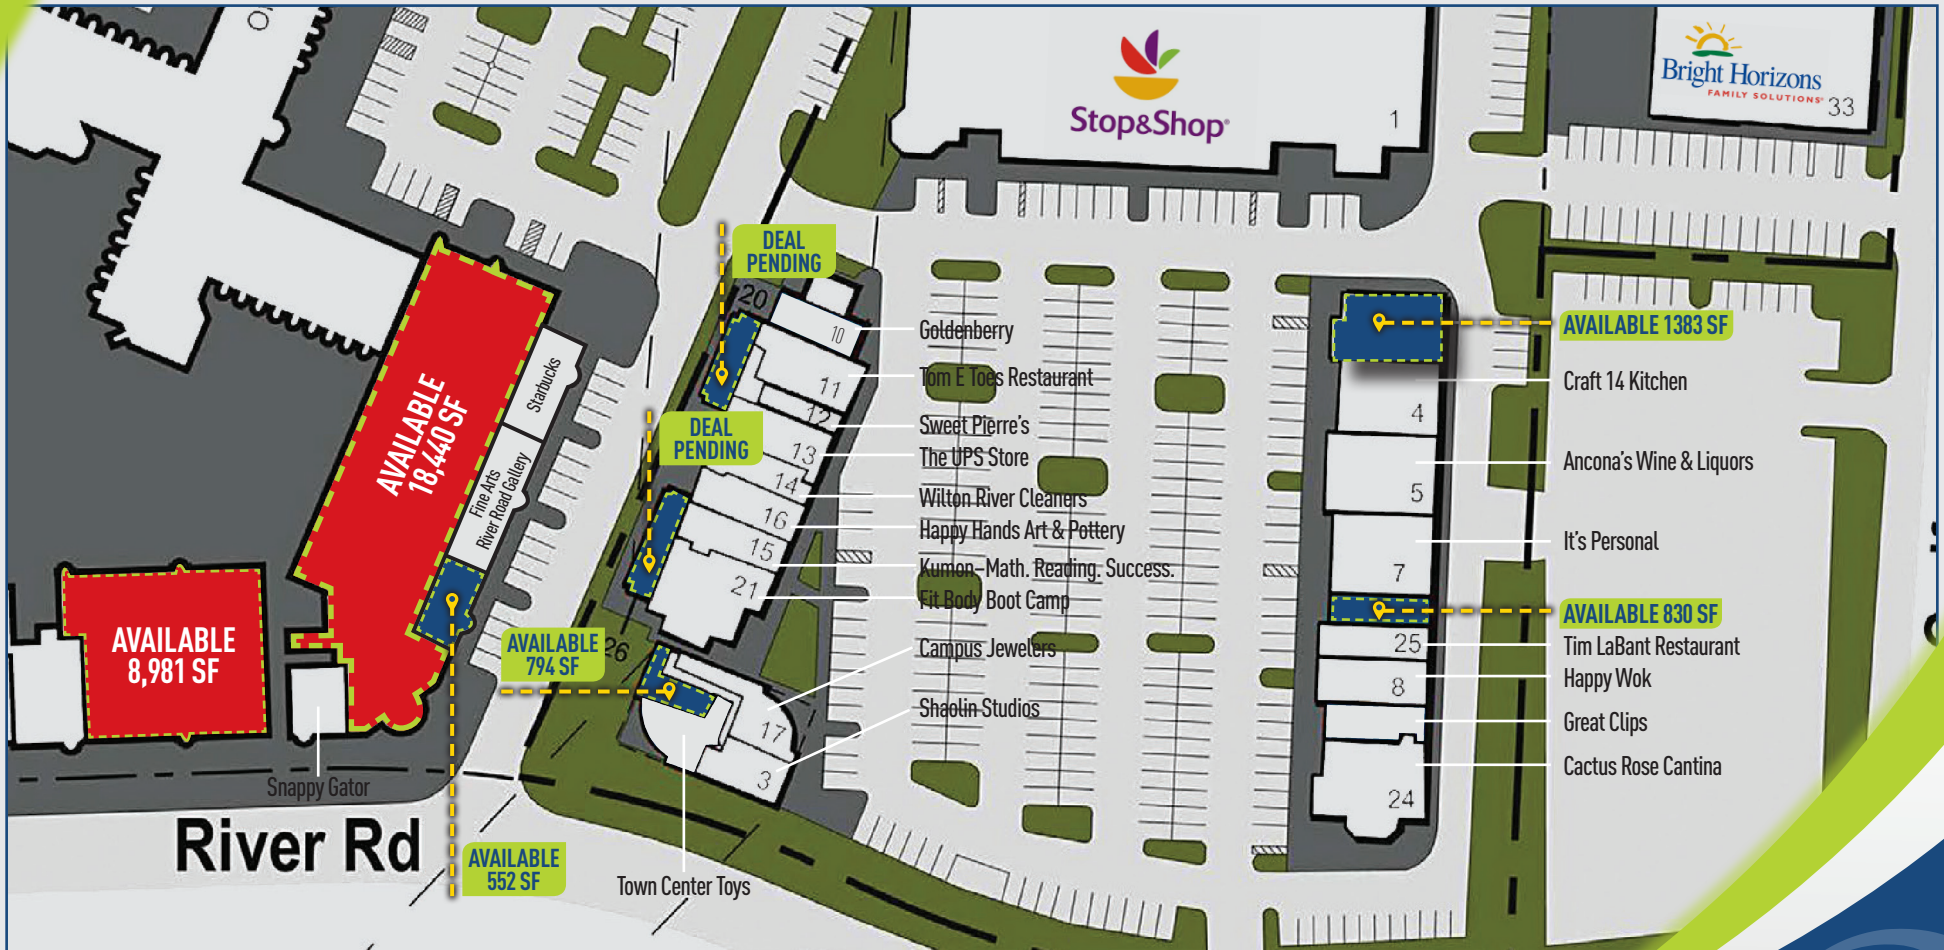 Stop&Shop®
1
Bright Horizons
FAMILY SOLUTIONS®
33
DEAL
PENDING
20
10
Goldenberry
11
Tom E Toes Restaurant
12
Sweet Pierre's
13
The UPS Store
14
Wilton River Cleaners
16
Happy Hands Art & Pottery
15
Kumon–Math. Reading. Success.
21
Fit Body Boot Camp
DEAL
PENDING
AVAILABLE
18,440 SF
Starbucks
Fine Arts
River Road Gallery
AVAILABLE
8,981 SF
AVAILABLE
794 SF
26
Campus Jewelers
17
Shaolin Studios
3
Snappy Gator
River Rd
AVAILABLE
552 SF
Town Center Toys
AVAILABLE 1383 SF
Craft 14 Kitchen
4
Ancona's Wine & Liquors
5
It's Personal
7
AVAILABLE 830 SF
25
Tim LaBant Restaurant
8
Happy Wok
Great Clips
Cactus Rose Cantina
24